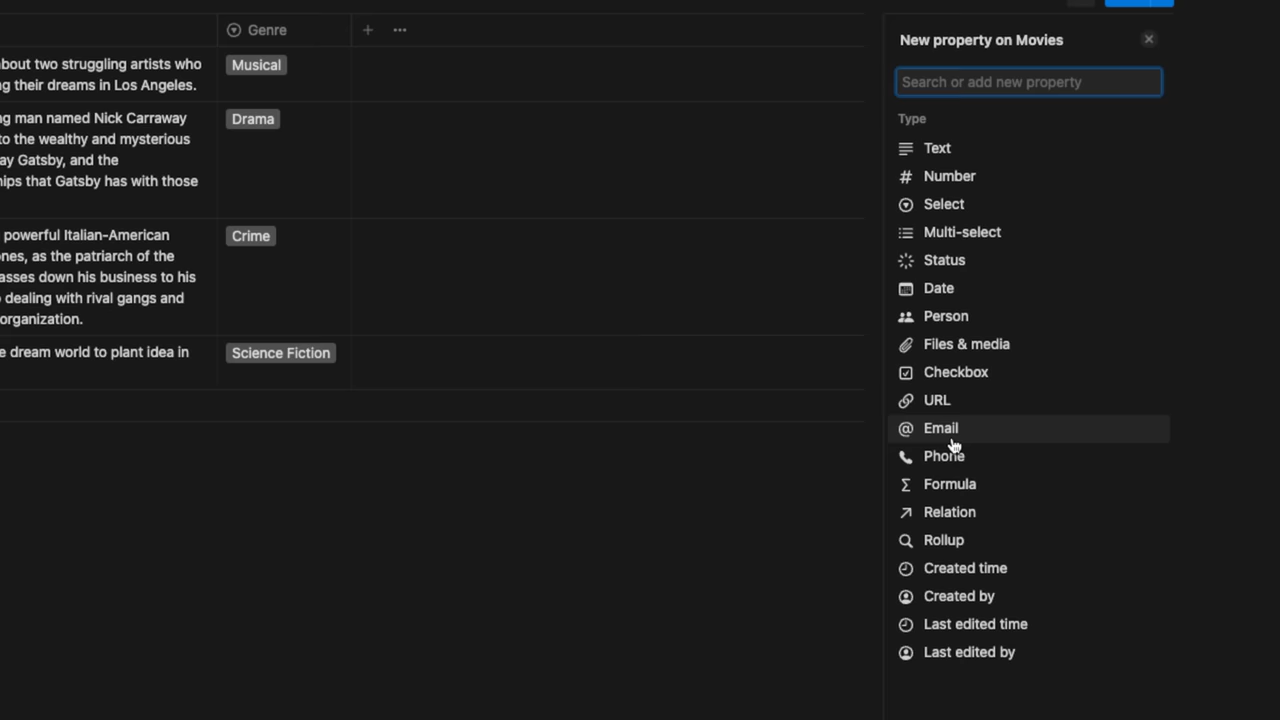 Genre
about two struggling artists who
ng their dreams in Los Angeles.
Musical
ng man named Nick Carraway
to the wealthy and mysterious
ay Gatsby, and the
hips that Gatsby has with those
Drama
powerful Italian-American
ones, as the patriarch of the
asses down his business to his
dealing with rival gangs and
organization.
Crime
e dream world to plant idea in
Science Fiction
New property on Movies
Search or add new property
Type
Text
Number
Select
Multi-select
Status
Date
Person
Files & media
Checkbox
URL
Email
Phone
Formula
Relation
Rollup
Created time
Created by
Last edited time
Last edited by